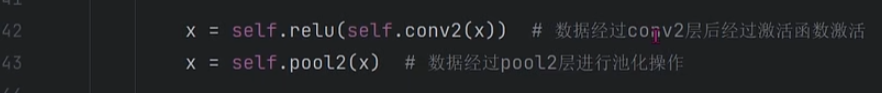 42 x = self.relu(self.conv2(x))  # 数据经过conv2层后经过激活函数激活
43 x = self.pool2(x)  # 数据经过pool2层进行池化操作